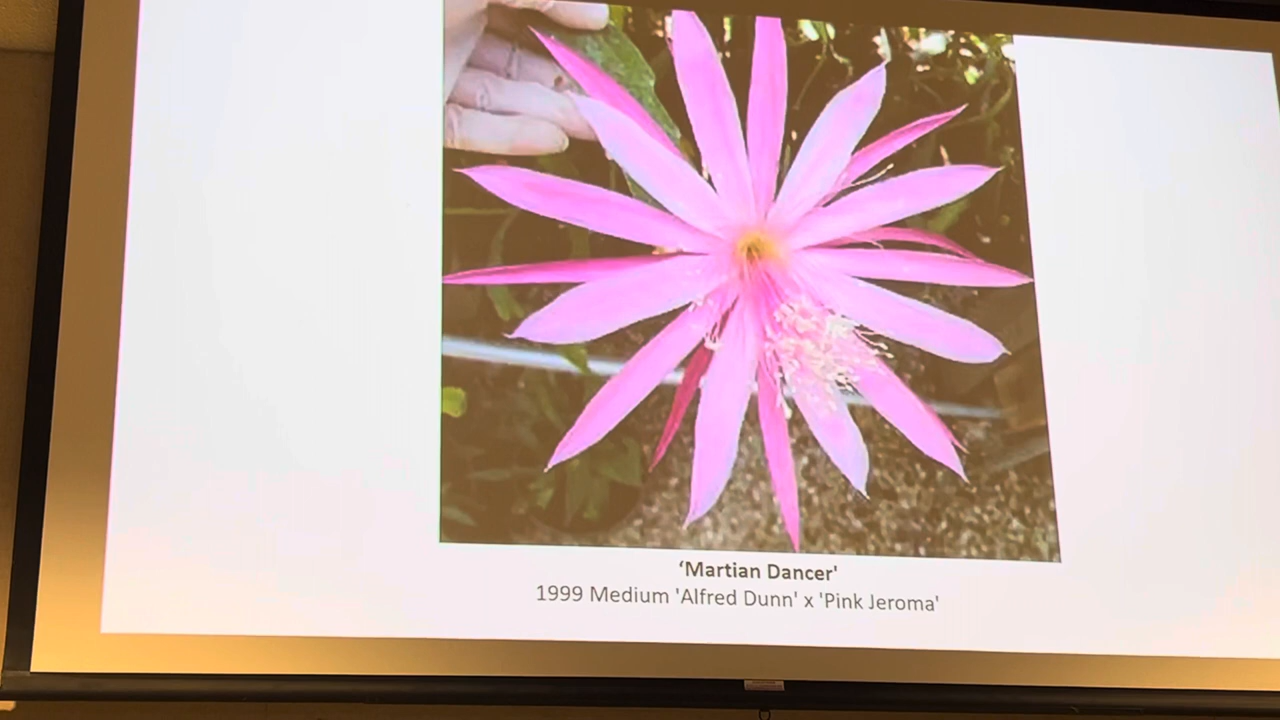 ‘Martian Dancer'
1999 Medium 'Alfred Dunn' x 'Pink Jeroma'